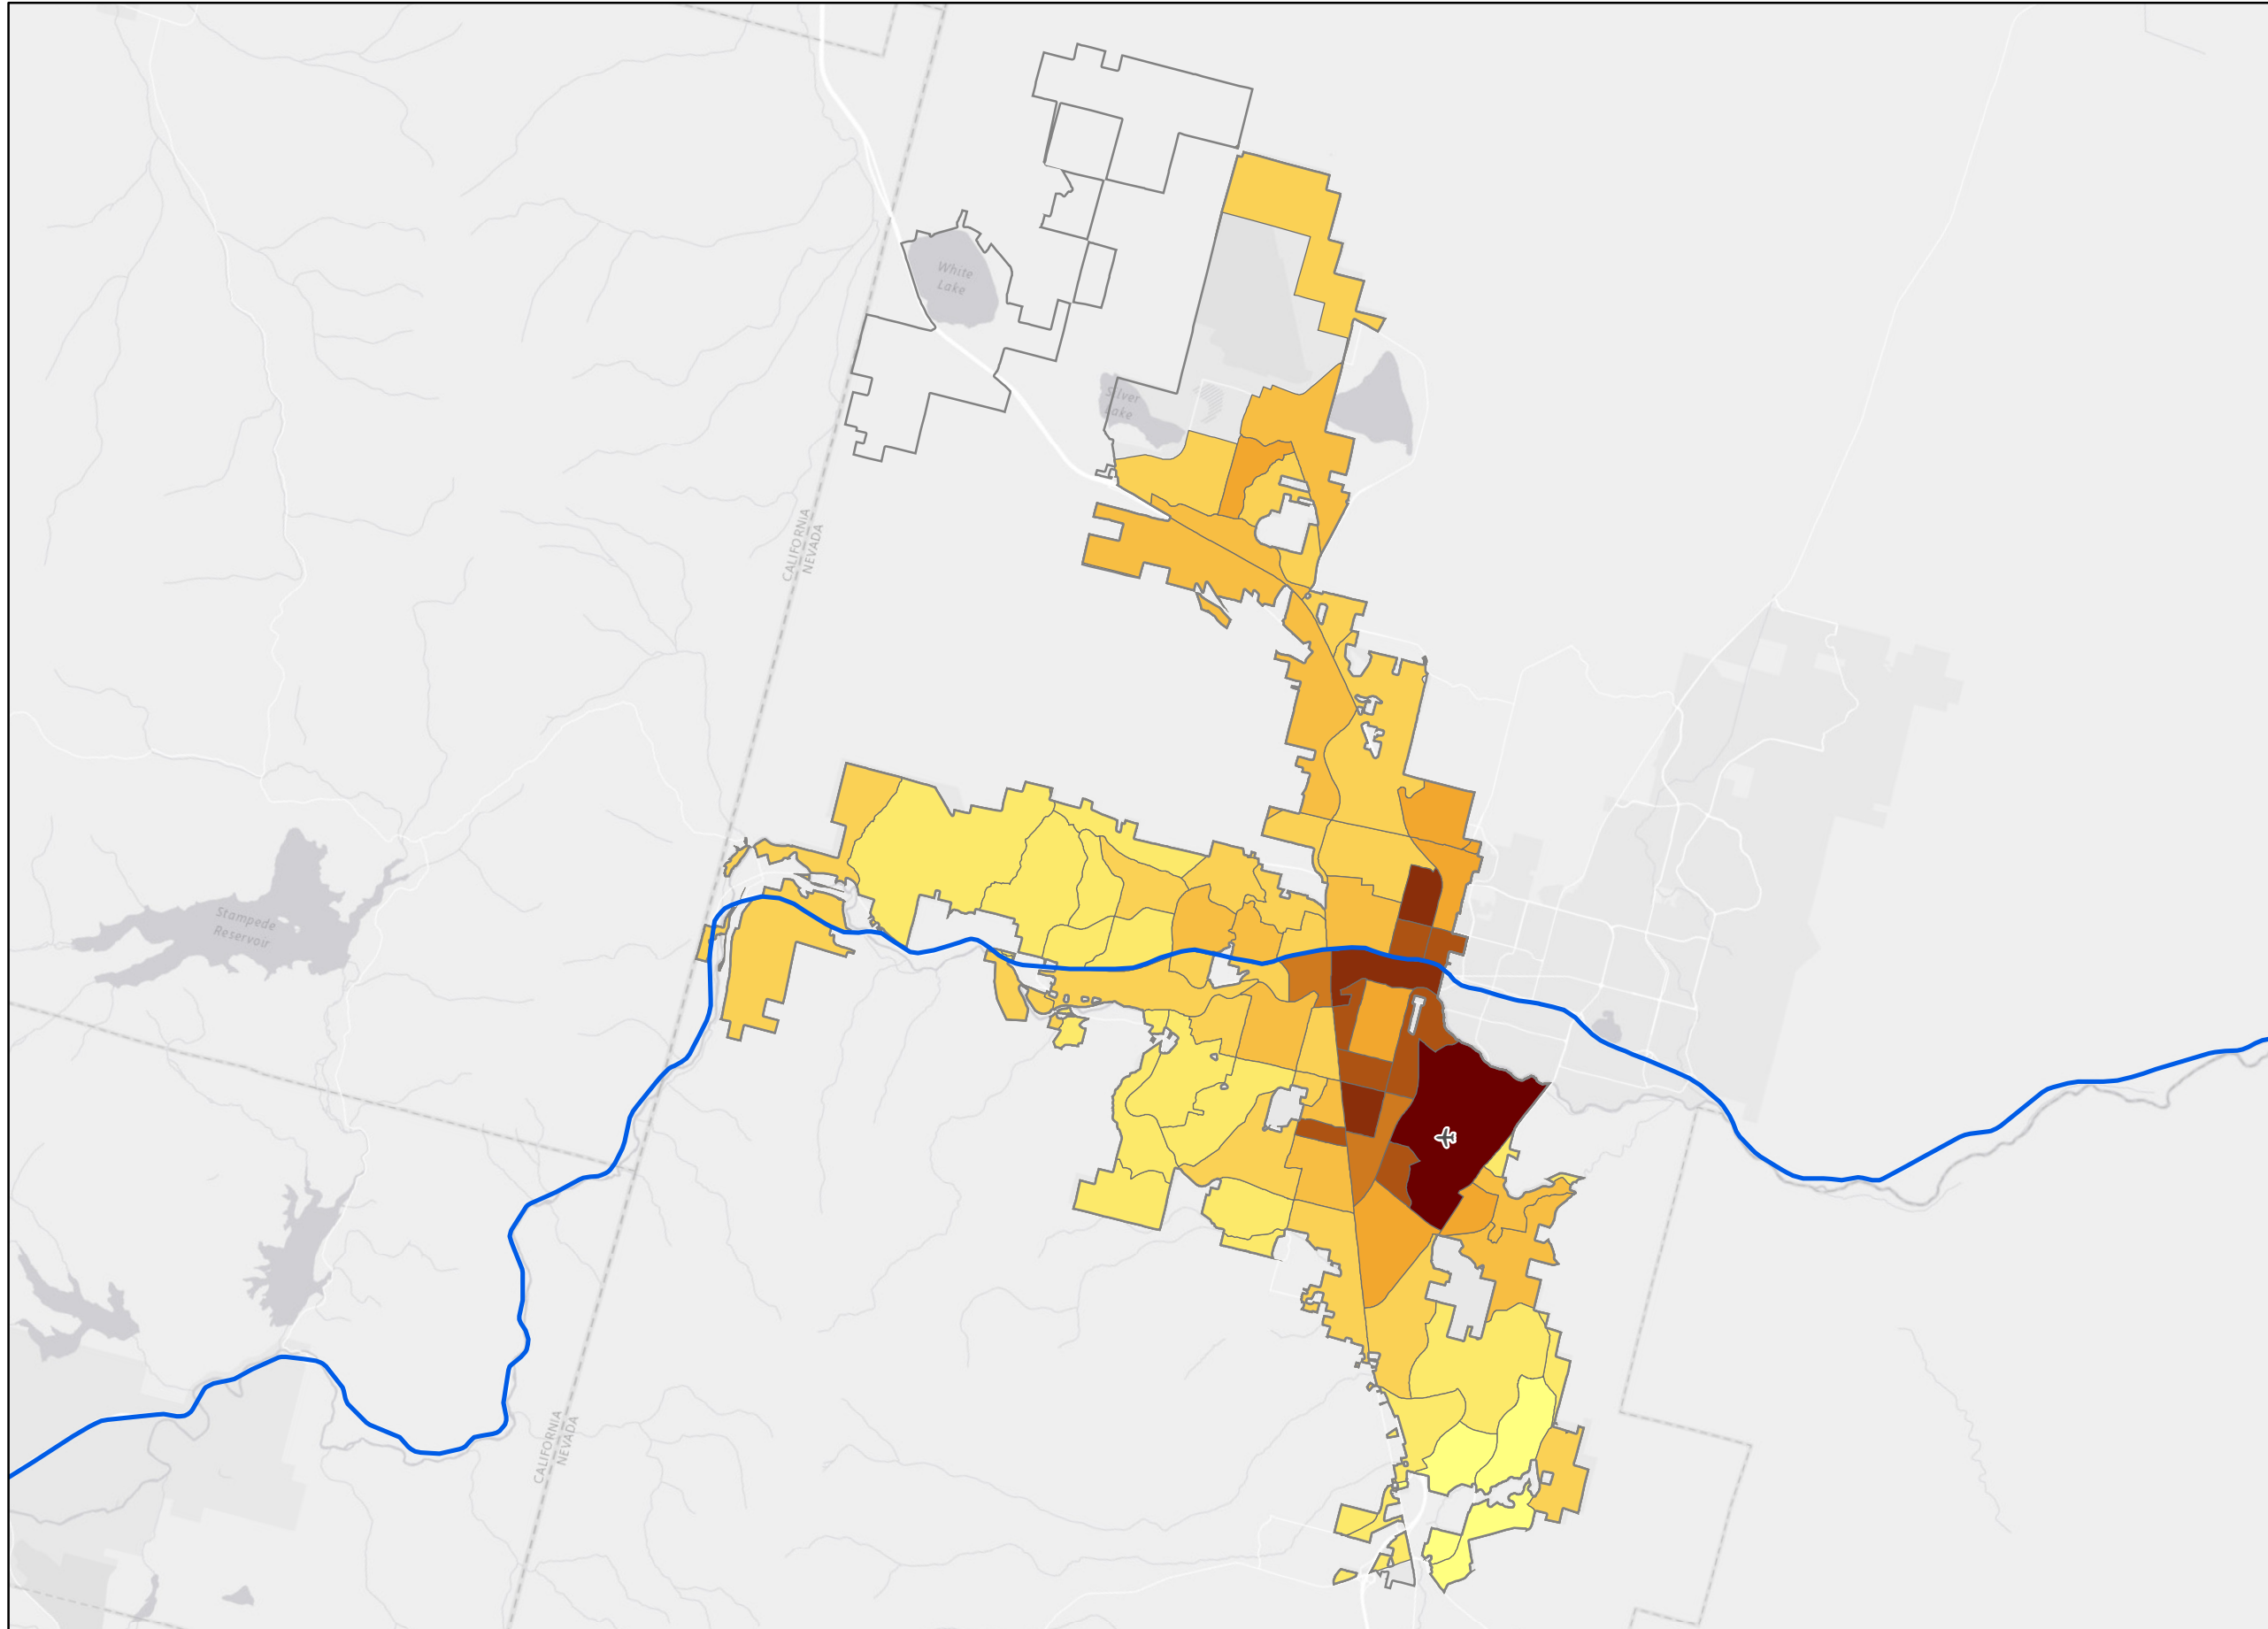 White
Lake
Silver
Lake
CALIFORNIA
NEVADA
Stampede
Reservoir
CALIFORNIA
NEVADA